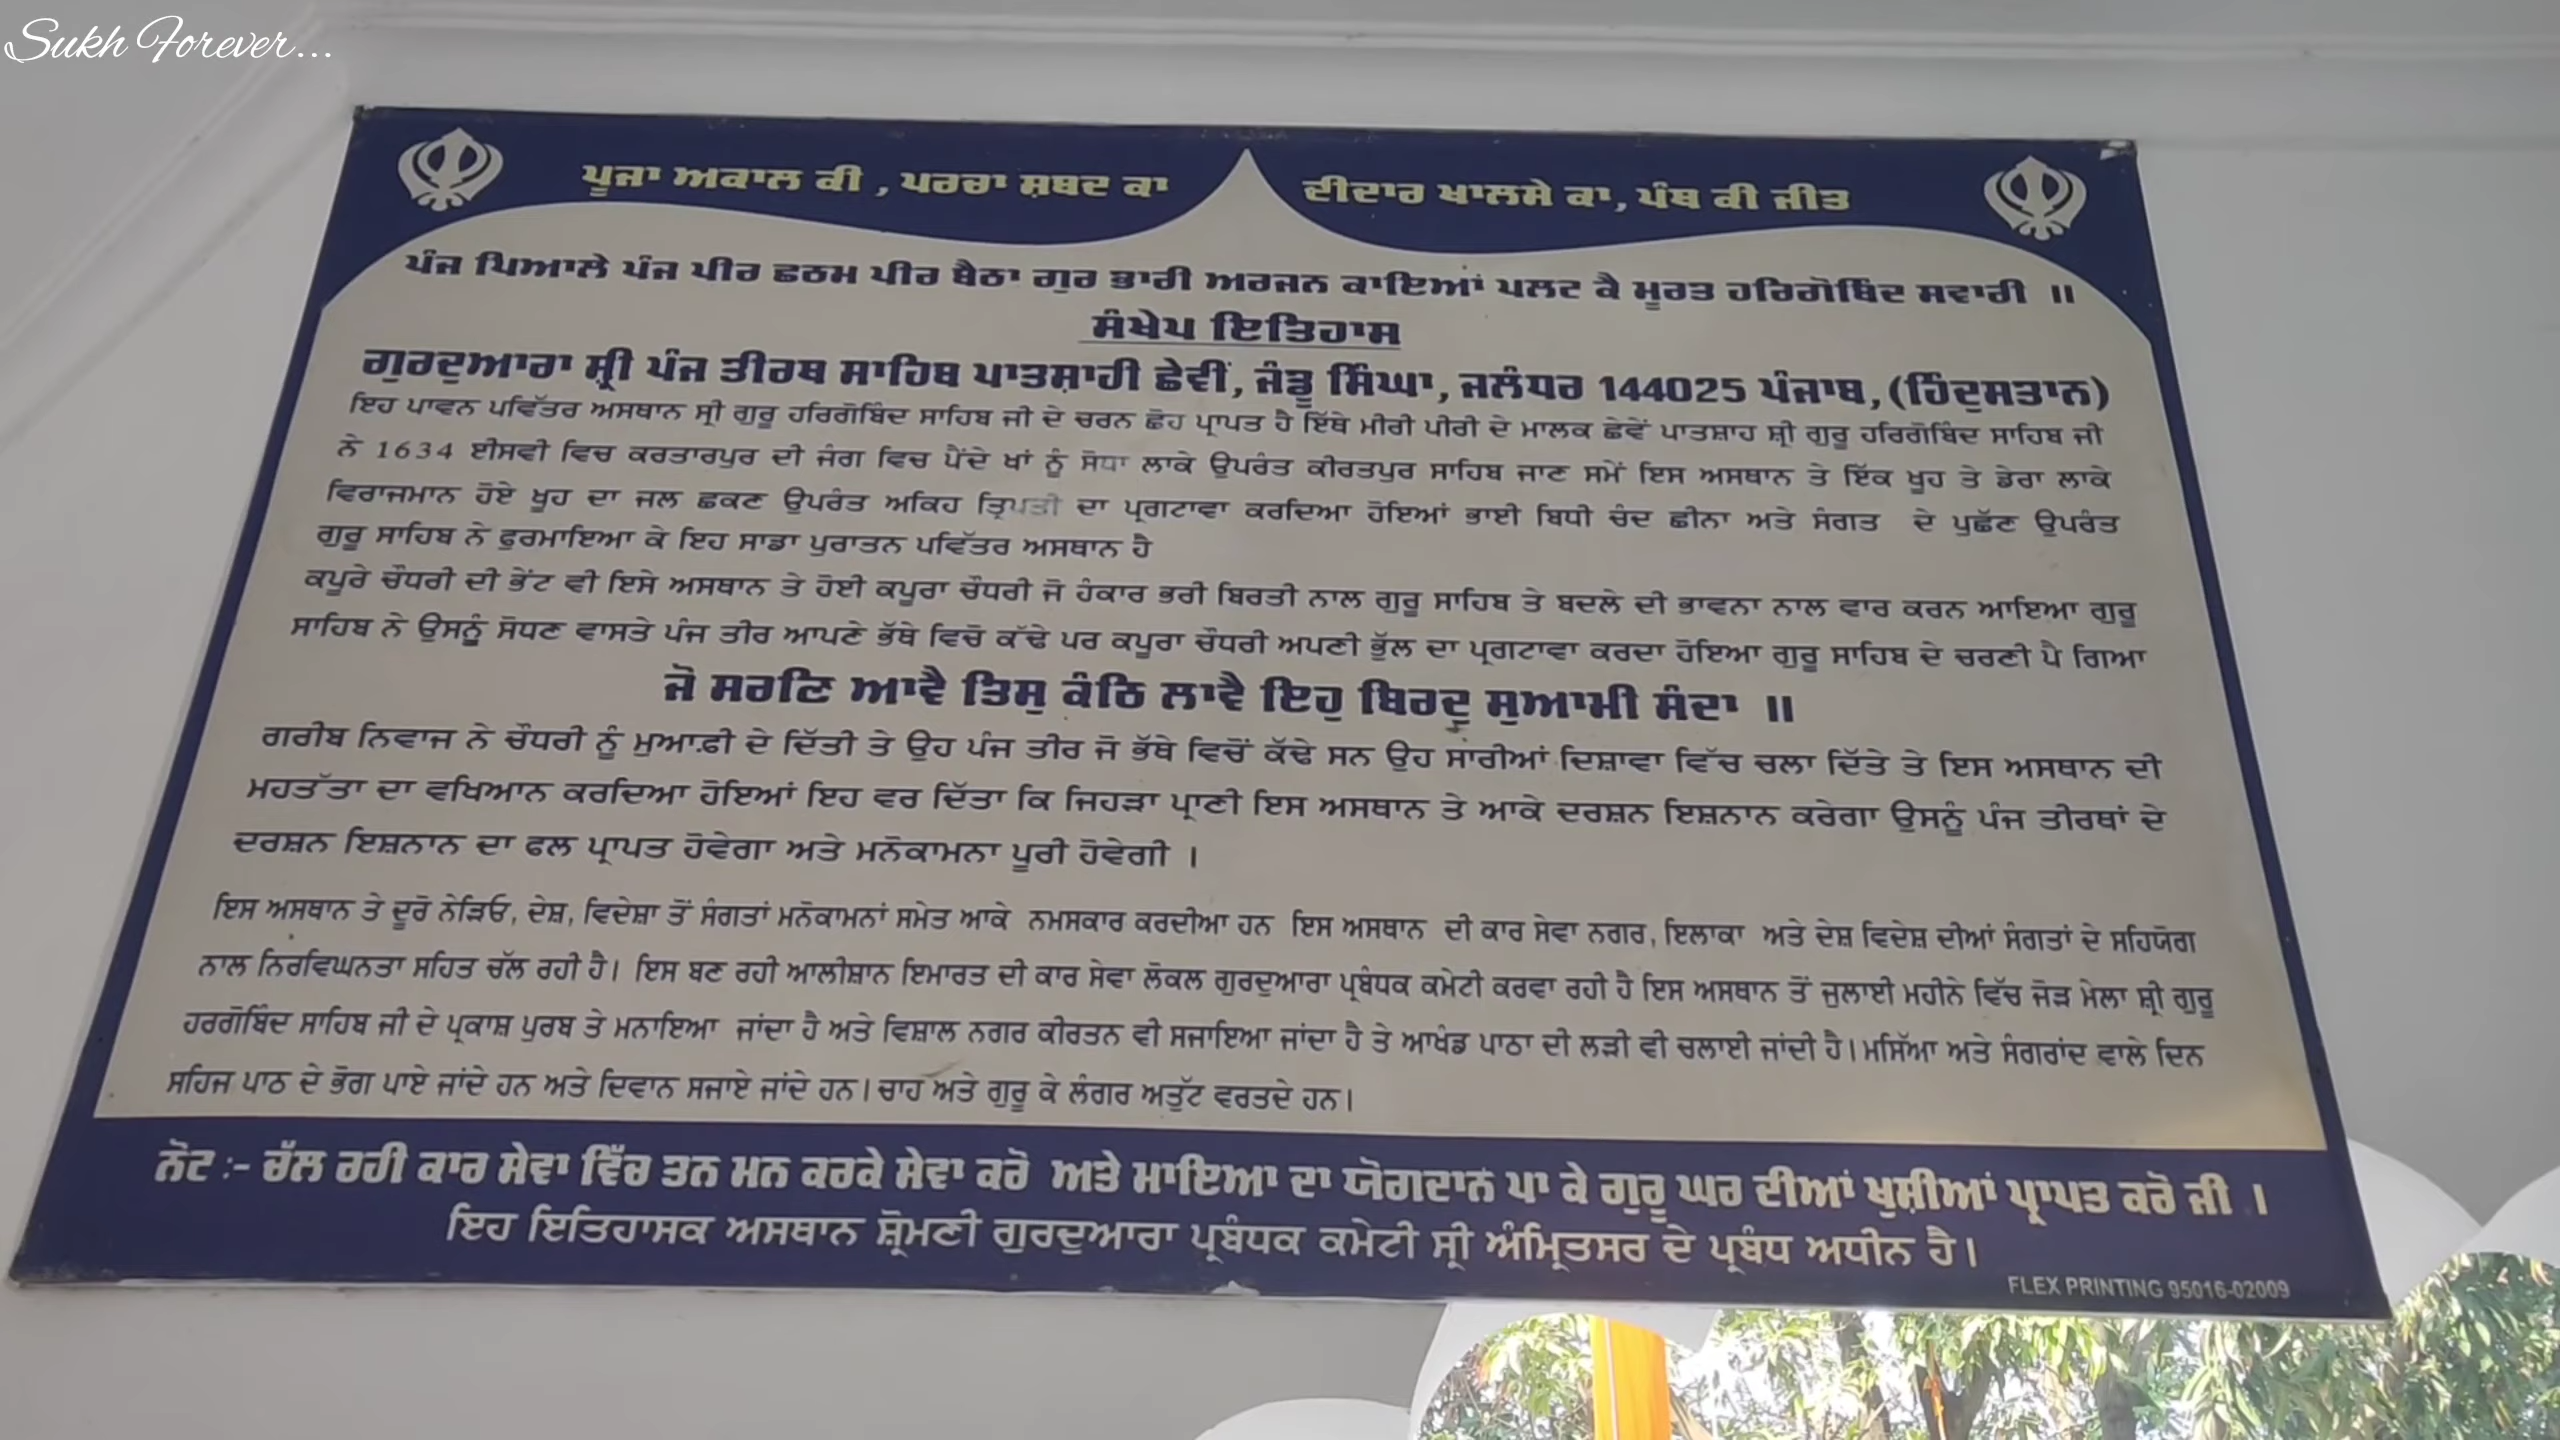 Sukh Forever...
ਪੂਜਾ ਅਕਾਲ ਕੀ , ਪਰਚਾ ਸ਼ਬਦ ਕਾ ਦੀਦਾਰ ਖਾਲਸੇ ਕਾ, ਪੰਥ ਕੀ ਜੀਤ
ਪੰਜ ਪਿਆਲੇ ਪੰਜ ਪੀਰ ਛਠਮ ਪੀਰ ਬੈਠਾ ਗੁਰ ਭਾਰੀ ਅਰਜਨ ਕਾਇਆਂ ਪਲਟ ਕੈ ਮੂਰਤ ਹਰਿਗੋਬਿੰਦ ਸਵਾਰੀ ॥
ਸੰਖੇਪ ਇਤਿਹਾਸ
ਗੁਰਦੁਆਰਾ ਸ਼੍ਰੀ ਪੰਜ ਤੀਰਥ ਸਾਹਿਬ ਪਾਤਸ਼ਾਹੀ ਛੇਵੀਂ, ਜੰਡੂ ਸਿੰਘਾ, ਜਲੰਧਰ 144025 ਪੰਜਾਬ, (ਹਿੰਦੁਸਤਾਨ)
ਇਹ ਪਾਵਨ ਪਵਿੱਤਰ ਅਸਥਾਨ ਸ੍ਰੀ ਗੁਰੂ ਹਰਿਗੋਬਿੰਦ ਸਾਹਿਬ ਜੀ ਦੇ ਚਰਨ ਛੋਹ ਪ੍ਰਾਪਤ ਹੈ ਇੱਥੇ ਮੀਰੀ ਪੀਰੀ ਦੇ ਮਾਲਕ ਛੇਵੇਂ ਪਾਤਸ਼ਾਹ ਸ਼੍ਰੀ ਗੁਰੂ ਹਰਿਗੋਬਿੰਦ ਸਾਹਿਬ ਜੀ
ਨੇ 1634 ਈਸਵੀ ਵਿਚ ਕਰਤਾਰਪੁਰ ਦੀ ਜੰਗ ਵਿਚ ਪੈਂਦੇ ਖਾਂ ਨੂੰ ਸੋਧਾ ਲਾਕੇ ਉਪਰੰਤ ਕੀਰਤਪੁਰ ਸਾਹਿਬ ਜਾਣ ਸਮੇਂ ਇਸ ਅਸਥਾਨ ਤੇ ਇੱਕ ਖੂਹ ਤੇ ਡੇਰਾ ਲਾਕੇ
ਵਿਰਾਜਮਾਨ ਹੋਏ ਖੂਹ ਦਾ ਜਲ ਛਕਣ ਉਪਰੰਤ ਅਕਿਹ ਤ੍ਰਿਪਤੀ ਦਾ ਪ੍ਰਗਟਾਵਾ ਕਰਦਿਆ ਹੋਇਆਂ ਭਾਈ ਬਿਧੀ ਚੰਦ ਛੀਨਾ ਅਤੇ ਸੰਗਤ ਦੇ ਪੁਛੱਣ ਉਪਰੰਤ
ਗੁਰੂ ਸਾਹਿਬ ਨੇ ਫੁਰਮਾਇਆ ਕੇ ਇਹ ਸਾਡਾ ਪੁਰਾਤਨ ਪਵਿੱਤਰ ਅਸਥਾਨ ਹੈ
ਕਪੂਰੇ ਚੌਧਰੀ ਦੀ ਭੇਂਟ ਵੀ ਇਸੇ ਅਸਥਾਨ ਤੇ ਹੋਈ ਕਪੂਰਾ ਚੌਧਰੀ ਜੋ ਹੰਕਾਰ ਭਰੀ ਬਿਰਤੀ ਨਾਲ ਗੁਰੂ ਸਾਹਿਬ ਤੇ ਬਦਲੇ ਦੀ ਭਾਵਨਾ ਨਾਲ ਵਾਰ ਕਰਨ ਆਇਆ ਗੁਰੂ
ਸਾਹਿਬ ਨੇ ਉਸਨੂੰ ਸੋਧਣ ਵਾਸਤੇ ਪੰਜ ਤੀਰ ਆਪਣੇ ਭੱਥੇ ਵਿਚੋ ਕੱਢੇ ਪਰ ਕਪੂਰਾ ਚੌਧਰੀ ਅਪਣੀ ਭੁੱਲ ਦਾ ਪ੍ਰਗਟਾਵਾ ਕਰਦਾ ਹੋਇਆ ਗੁਰੂ ਸਾਹਿਬ ਦੇ ਚਰਣੀ ਪੈ ਗਿਆ
ਜੋ ਸਰਣਿ ਆਵੈ ਤਿਸੁ ਕੰਠਿ ਲਾਵੈ ਇਹੁ ਬਿਰਦੁ ਸੁਆਮੀ ਸੰਦਾ ॥
ਗਰੀਬ ਨਿਵਾਜ ਨੇ ਚੌਧਰੀ ਨੂੰ ਮੁਆਫ਼ੀ ਦੇ ਦਿੱਤੀ ਤੇ ਉਹ ਪੰਜ ਤੀਰ ਜੋ ਭੱਥੇ ਵਿਚੋਂ ਕੱਢੇ ਸਨ ਉਹ ਸਾਰੀਆਂ ਦਿਸ਼ਾਵਾ ਵਿੱਚ ਚਲਾ ਦਿੱਤੇ ਤੇ ਇਸ ਅਸਥਾਨ ਦੀ
ਮਹਤੱਤਾ ਦਾ ਵਖਿਆਨ ਕਰਦਿਆ ਹੋਇਆਂ ਇਹ ਵਰ ਦਿੱਤਾ ਕਿ ਜਿਹੜਾ ਪ੍ਰਾਣੀ ਇਸ ਅਸਥਾਨ ਤੇ ਆਕੇ ਦਰਸ਼ਨ ਇਸ਼ਨਾਨ ਕਰੇਗਾ ਉਸਨੂੰ ਪੰਜ ਤੀਰਥਾਂ ਦੇ
ਦਰਸ਼ਨ ਇਸ਼ਨਾਨ ਦਾ ਫਲ ਪ੍ਰਾਪਤ ਹੋਵੇਗਾ ਅਤੇ ਮਨੋਕਾਮਨਾ ਪੂਰੀ ਹੋਵੇਗੀ ।
ਇਸ ਅਸਥਾਨ ਤੇ ਦੂਰੋ ਨੇੜਿਓ, ਦੇਸ਼, ਵਿਦੇਸ਼ਾ ਤੋਂ ਸੰਗਤਾਂ ਮਨੋਕਾਮਨਾਂ ਸਮੇਤ ਆਕੇ ਨਮਸਕਾਰ ਕਰਦੀਆ ਹਨ ਇਸ ਅਸਥਾਨ ਦੀ ਕਾਰ ਸੇਵਾ ਨਗਰ, ਇਲਾਕਾ ਅਤੇ ਦੇਸ਼ ਵਿਦੇਸ਼ ਦੀਆਂ ਸੰਗਤਾਂ ਦੇ ਸਹਿਯੋਗ
ਨਾਲ ਨਿਰਵਿਘਨਤਾ ਸਹਿਤ ਚੱਲ ਰਹੀ ਹੈ। ਇਸ ਬਣ ਰਹੀ ਆਲੀਸ਼ਾਨ ਇਮਾਰਤ ਦੀ ਕਾਰ ਸੇਵਾ ਲੋਕਲ ਗੁਰਦੁਆਰਾ ਪ੍ਰਬੰਧਕ ਕਮੇਟੀ ਕਰਵਾ ਰਹੀ ਹੈ ਇਸ ਅਸਥਾਨ ਤੋਂ ਜੁਲਾਈ ਮਹੀਨੇ ਵਿੱਚ ਜੋੜ ਮੇਲਾ ਸ਼੍ਰੀ ਗੁਰੂ
ਹਰਗੋਬਿੰਦ ਸਾਹਿਬ ਜੀ ਦੇ ਪ੍ਰਕਾਸ਼ ਪੁਰਬ ਤੇ ਮਨਾਇਆ ਜਾਂਦਾ ਹੈ ਅਤੇ ਵਿਸ਼ਾਲ ਨਗਰ ਕੀਰਤਨ ਵੀ ਸਜਾਇਆ ਜਾਂਦਾ ਹੈ ਤੇ ਆਖੰਡ ਪਾਠਾ ਦੀ ਲੜੀ ਵੀ ਚਲਾਈ ਜਾਂਦੀ ਹੈ। ਮਸਿੱਆ ਅਤੇ ਸੰਗਰਾਂਦ ਵਾਲੇ ਦਿਨ
ਸਹਿਜ ਪਾਠ ਦੇ ਭੋਗ ਪਾਏ ਜਾਂਦੇ ਹਨ ਅਤੇ ਦਿਵਾਨ ਸਜਾਏ ਜਾਂਦੇ ਹਨ। ਚਾਹ ਅਤੇ ਗੁਰੂ ਕੇ ਲੰਗਰ ਅਤੁੱਟ ਵਰਤਦੇ ਹਨ।
ਨੋਟ :- ਚੱਲ ਰਹੀ ਕਾਰ ਸੇਵਾ ਵਿੱਚ ਤਨ ਮਨ ਕਰਕੇ ਸੇਵਾ ਕਰੋ ਅਤੇ ਮਾਇਆ ਦਾ ਯੋਗਦਾਨ ਪਾ ਕੇ ਗੁਰੂ ਘਰ ਦੀਆਂ ਖੁਸ਼ੀਆਂ ਪ੍ਰਾਪਤ ਕਰੋ ਜੀ ।
ਇਹ ਇਤਿਹਾਸਕ ਅਸਥਾਨ ਸ਼੍ਰੋਮਣੀ ਗੁਰਦੁਆਰਾ ਪ੍ਰਬੰਧਕ ਕਮੇਟੀ ਸ੍ਰੀ ਅੰਮ੍ਰਿਤਸਰ ਦੇ ਪ੍ਰਬੰਧ ਅਧੀਨ ਹੈ।
FLEX PRINTING 95016-02009